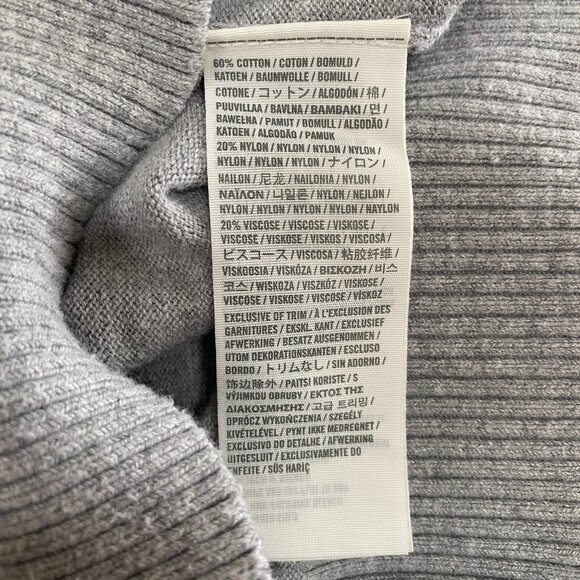 60% COTTON / COTON / BOMULD /
KATOEN / BAUMWOLLE / BOMULL /
COTONE / コットン / ALGODÓN / 棉 /
PUUVILLAA / BAVLNA / ΒΑΜΒΑΚΙ / 면 /
BAWEŁNA / PAMUT / BOMULL / ALGODÃO /
KATOEN / ALGODÃO / PAMUK
20% NYLON / NYLON / NYLON / NYLON /
NYLON / NYLON / NYLON / ナイロン /
NAILON / 尼龙 / NAILONIA / NYLON /
ΝΑΪΛΟΝ / 나일론 / NYLON / NEJLON /
NYLON / NYLON / NYLON / NYLON / NAYLON
20% VISCOSE / VISCOSE / VISKOSE /
VISCOSE / VISKOSE / VISKOS / VISCOSA /
ビスコース / VISCOSA / 粘胶纤维 /
VISKOOSIA / VISKÓZA / ΒΙΣΚΟΖΗ / 비스
코스 / WISKOZA / VISZKÓZ / VISKOSE /
VISCOSE / VISKOSE / VISCOSE / VİSKOZ
EXCLUSIVE OF TRIM / À L'EXCLUSION DES
GARNITURES / EKSKL. KANT / EXCLUSIEF
AFWERKING / BESATZ AUSGENOMMEN /
UTOM DEKORATIONSKANTEN / ESCLUSO
BORDO / トリムなし / SIN ADORNO /
饰边除外 / PAITSI KORISTE / S
VÝJIMKOU OBRUBY / ΕΚΤΟΣ ΤΗΣ
ΔΙΑΚΟΣΜΗΣΗΣ / 고급 트리밍 /
OPRÓCZ WYKOŃCZENIA / SZEGÉLY
KIVÉTELÉVEL / PYNT IKKE MEDREGNET /
EXCLUSIVO DO DETALHE / AFWERKING
UITGESLUIT / EXCLUSIVAMENTE DO
ENFEITE / SÜS HARİÇ